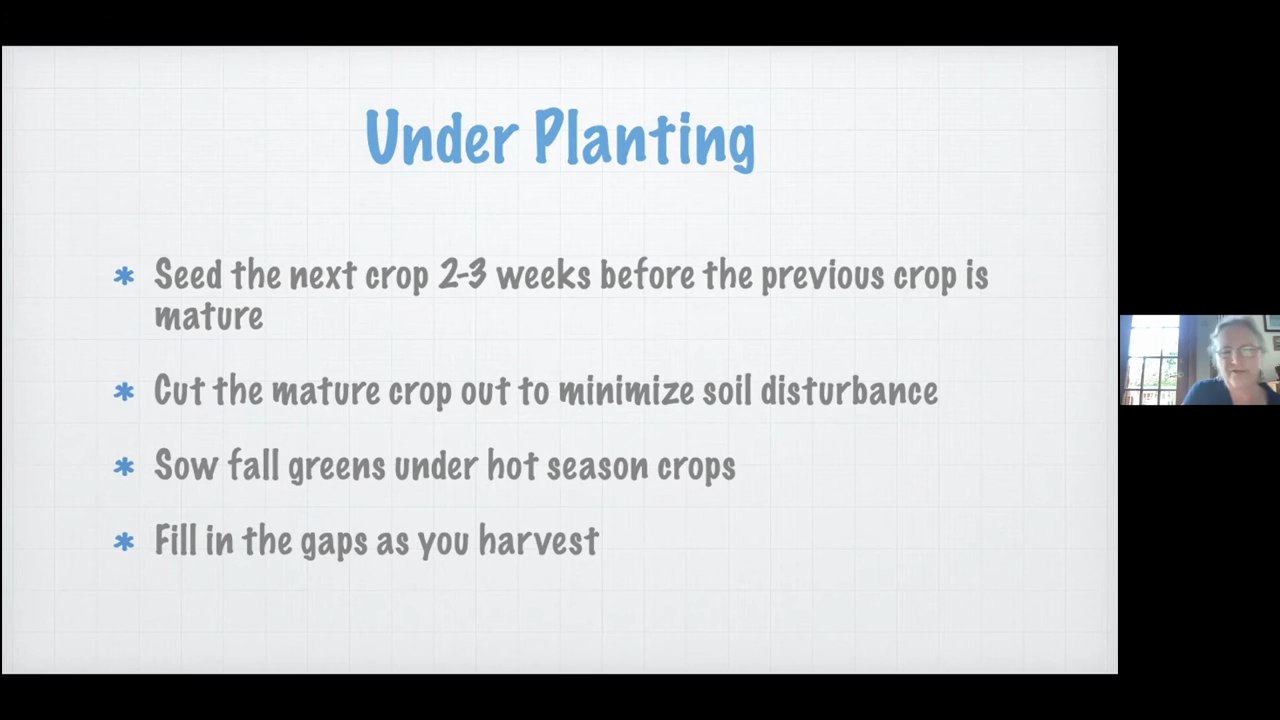 Under Planting
* Seed the next crop 2-3 weeks before the previous crop is
mature
* Cut the mature crop out to minimize soil disturbance
* Sow fall greens under hot season crops
* Fill in the gaps as you harvest